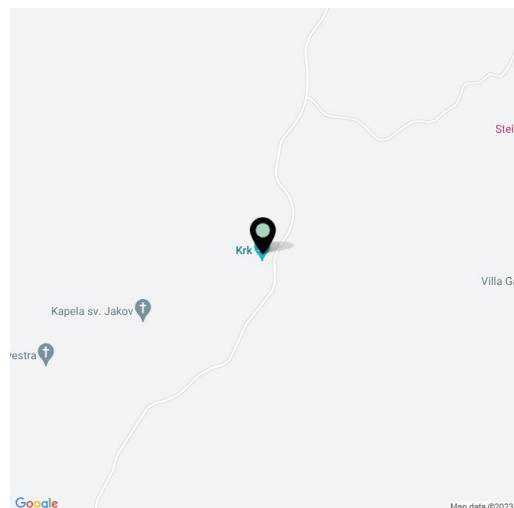 Stei
Krk
Villa Ga
Kapela sv. Jakov
vestra
Google
Map data ©2023